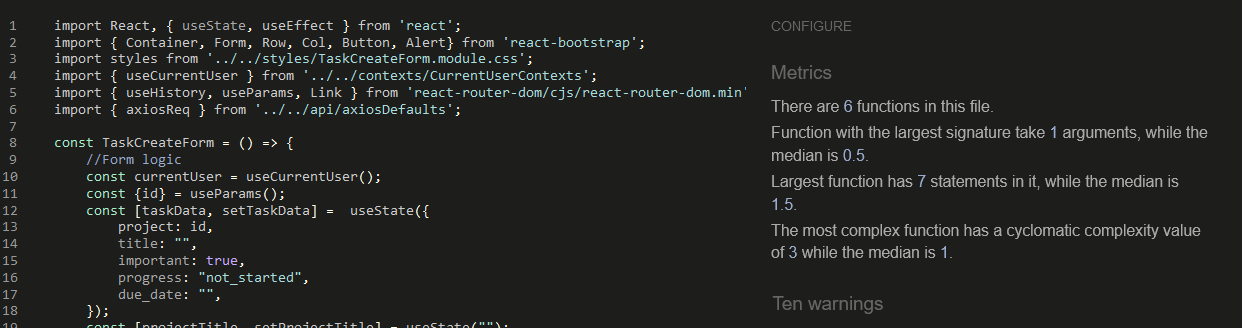 1 import React, { useState, useEffect } from 'react';
2 import { Container, Form, Row, Col, Button, Alert} from 'react-bootstrap';
3 import styles from '../../styles/TaskCreateForm.module.css';
4 import { useCurrentUser } from '../../contexts/CurrentUserContexts';
5 import { useHistory, useParams, Link } from 'react-router-dom/cjs/react-router-dom.min'
6 import { axiosReq } from '../../api/axiosDefaults';
7
8 const TaskCreateForm = () => {
9 //Form logic
10 const currentUser = useCurrentUser();
11 const {id} = useParams();
12 const [taskData, setTaskData] =  useState({
13 project: id,
14 title: "",
15 important: true,
16 progress: "not_started",
17 due_date: "",
18 });
19 const [projectTitle, setProjectTitle] = useState("");
CONFIGURE
Metrics
There are 6 functions in this file.
Function with the largest signature take 1 arguments, while the
median is 0.5.
Largest function has 7 statements in it, while the median is
1.5.
The most complex function has a cyclomatic complexity value
of 3 while the median is 1.
Ten warnings